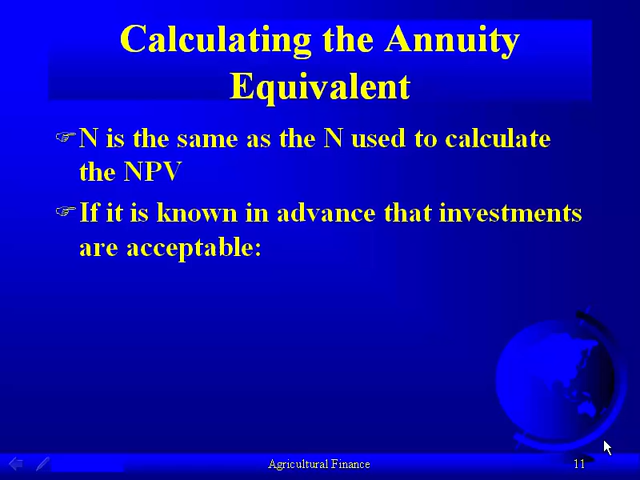 Calculating the Annuity
Equivalent
N is the same as the N used to calculate
the NPV
If it is known in advance that investments
are acceptable:
Agricultural Finance
11